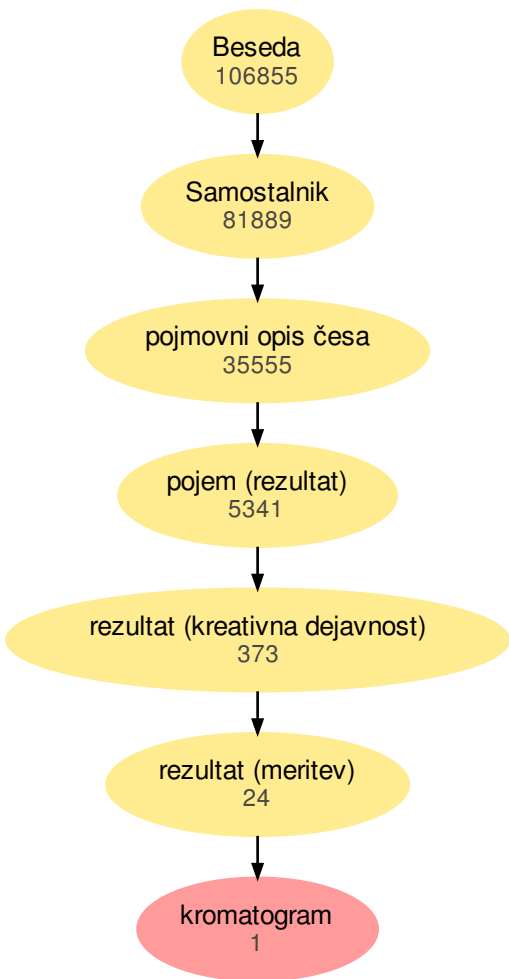 Beseda
106855
Samostalnik
81889
pojmovni opis česa
35555
pojem (rezultat)
5341
rezultat (kreativna dejavnost)
373
rezultat (meritev)
24
kromatogram
1